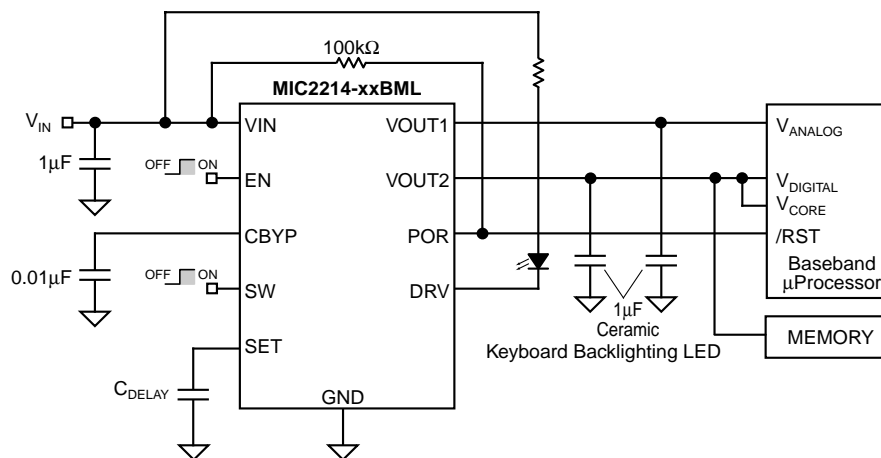 100kΩ
MIC2214-xxBML
VIN
1μF
VIN
EN
CBYP
SW
SET
GND
VOUT1
VOUT2
POR
DRV
OFF ON
OFF ON
0.01μF
CDELAY
1μF
Ceramic
Keyboard Backlighting LED
VANALOG
VDIGITAL
VCORE
/RST
Baseband
μProcessor
MEMORY